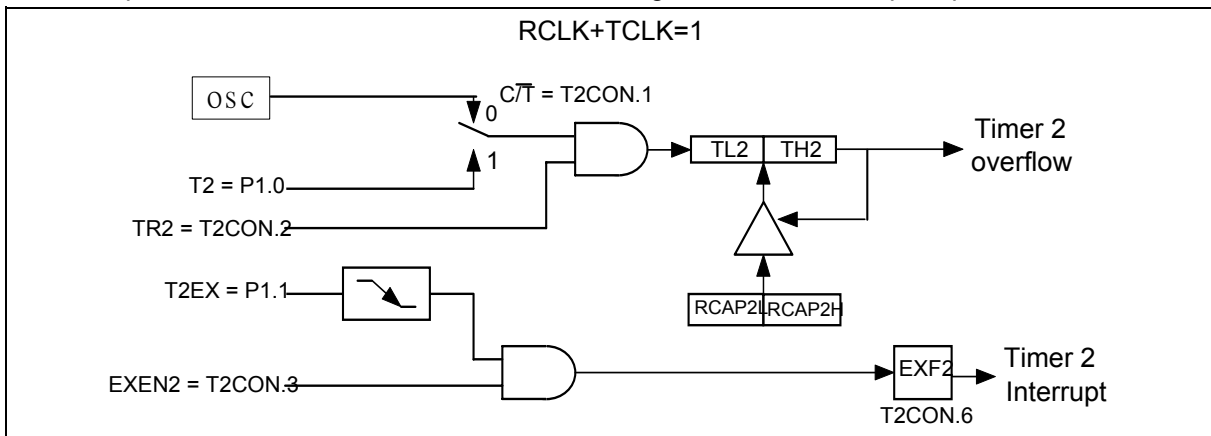 RCLK+TCLK=1
OSC
C/T̅ = T2CON.1
0
1
T2 = P1.0
TR2 = T2CON.2
TL2 TH2
Timer 2
overflow
T2EX = P1.1
RCAP2L RCAP2H
EXEN2 = T2CON.3
EXF2
T2CON.6
Timer 2
Interrupt